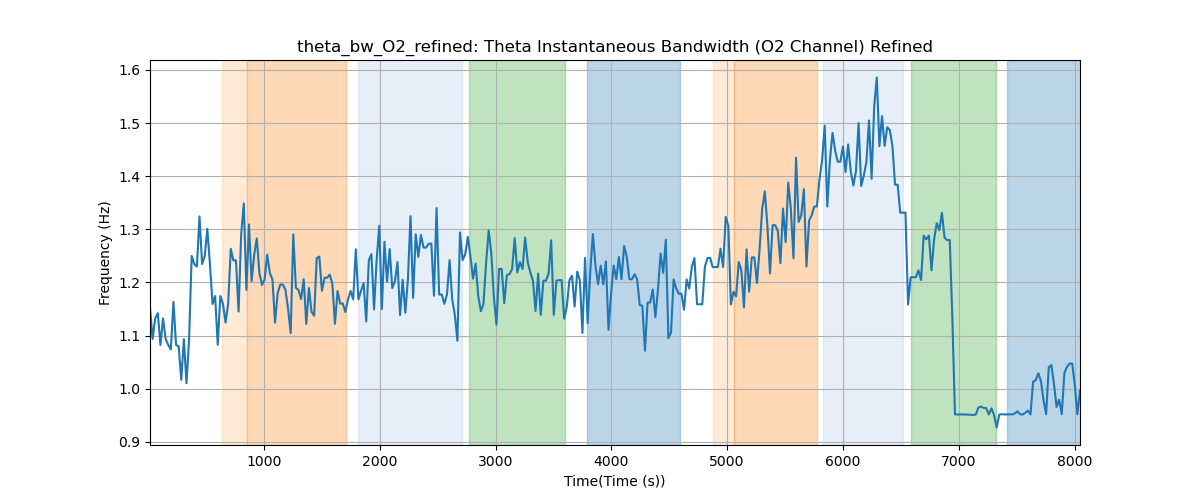 theta_bw_O2_refined: Theta Instantaneous Bandwidth (O2 Channel) Refined
Frequency (Hz)
1.6
1.5
1.4
1.3
1.2
1.1
1.0
0.9
1000 2000 3000 4000 5000 6000 7000 8000
Time(Time (s))